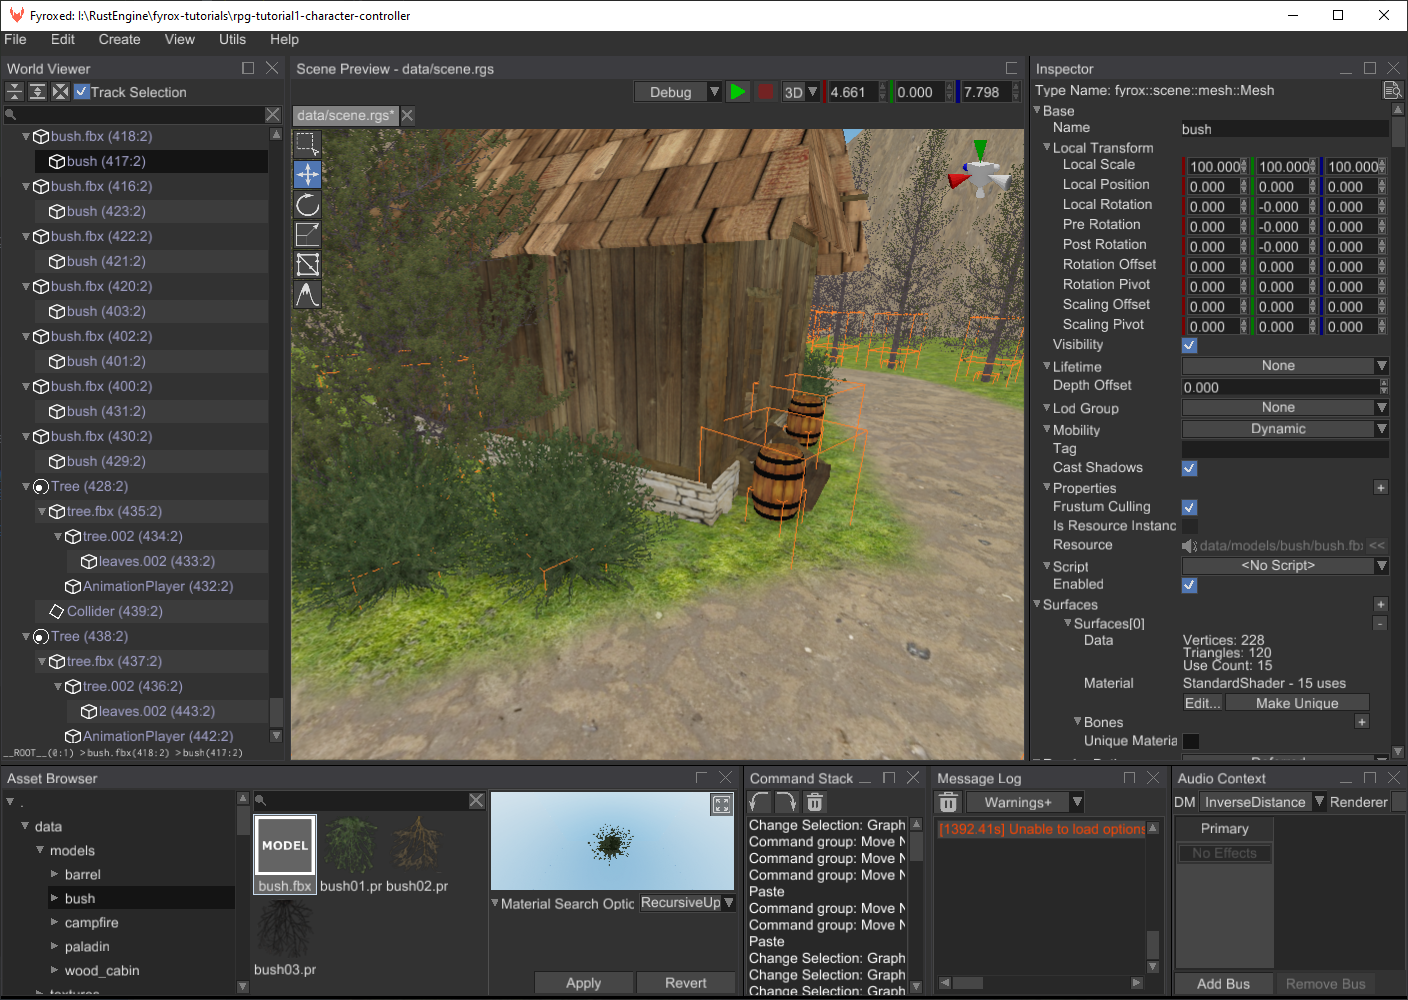 Fyroxed: I:\RustEngine\fyrox-tutorials\rpg-tutorial1-character-controller
File Edit Create View Utils Help
World Viewer
Track Selection
bush.fbx (418:2)
bush (417:2)
bush.fbx (416:2)
bush (423:2)
bush.fbx (422:2)
bush (421:2)
bush.fbx (420:2)
bush (403:2)
bush.fbx (402:2)
bush (401:2)
bush.fbx (400:2)
bush (431:2)
bush.fbx (430:2)
bush (429:2)
Tree (428:2)
tree.fbx (435:2)
tree.002 (434:2)
leaves.002 (433:2)
AnimationPlayer (432:2)
Collider (439:2)
Tree (438:2)
tree.fbx (437:2)
tree.002 (436:2)
leaves.002 (443:2)
AnimationPlayer (442:2)
__ROOT__(0:1) >bush.fbx(418:2) >bush(417:2)
Scene Preview - data/scene.rgs
Debug 3D 4.661 0.000 7.798
data/scene.rgs*
Inspector
Type Name: fyrox::scene::mesh::Mesh
Base
Name bush
Local Transform
Local Scale 100.000 100.000 100.000
Local Position 0.000 0.000 0.000
Local Rotation 0.000 -0.000 0.000
Pre Rotation 0.000 -0.000 0.000
Post Rotation 0.000 -0.000 0.000
Rotation Offset 0.000 0.000 0.000
Rotation Pivot 0.000 0.000 0.000
Scaling Offset 0.000 0.000 0.000
Scaling Pivot 0.000 0.000 0.000
Visibility
Lifetime None
Depth Offset 0.000
Lod Group None
Mobility Dynamic
Tag
Cast Shadows
Properties +
Frustum Culling
Is Resource Instanc
Resource data/models/bush/bush.fbx <<
Script <No Script>
Enabled
Surfaces +
Surfaces[0] -
Data Vertices: 228
Triangles: 120
Use Count: 15
Material StandardShader - 15 uses
Edit... Make Unique
Bones +
Unique Materia
Asset Browser
.
data
models
barrel
bush
campfire
paladin
wood_cabin
textures
MODEL
bush.fbx bush01.pr bush02.pr
bush03.pr
Material Search Optic RecursiveUp
Apply Revert
Command Stack
Change Selection: Graph
Command group: Move N
Command group: Move N
Command group: Move N
Paste
Command group: Move N
Command group: Move N
Paste
Change Selection: Graph
Change Selection: Graph
Change Selection: Graph
Message Log
Warnings+
[1392.41s] Unable to load options
Audio Context
DM InverseDistance Renderer
Primary
No Effects
Add Bus Remove Bus